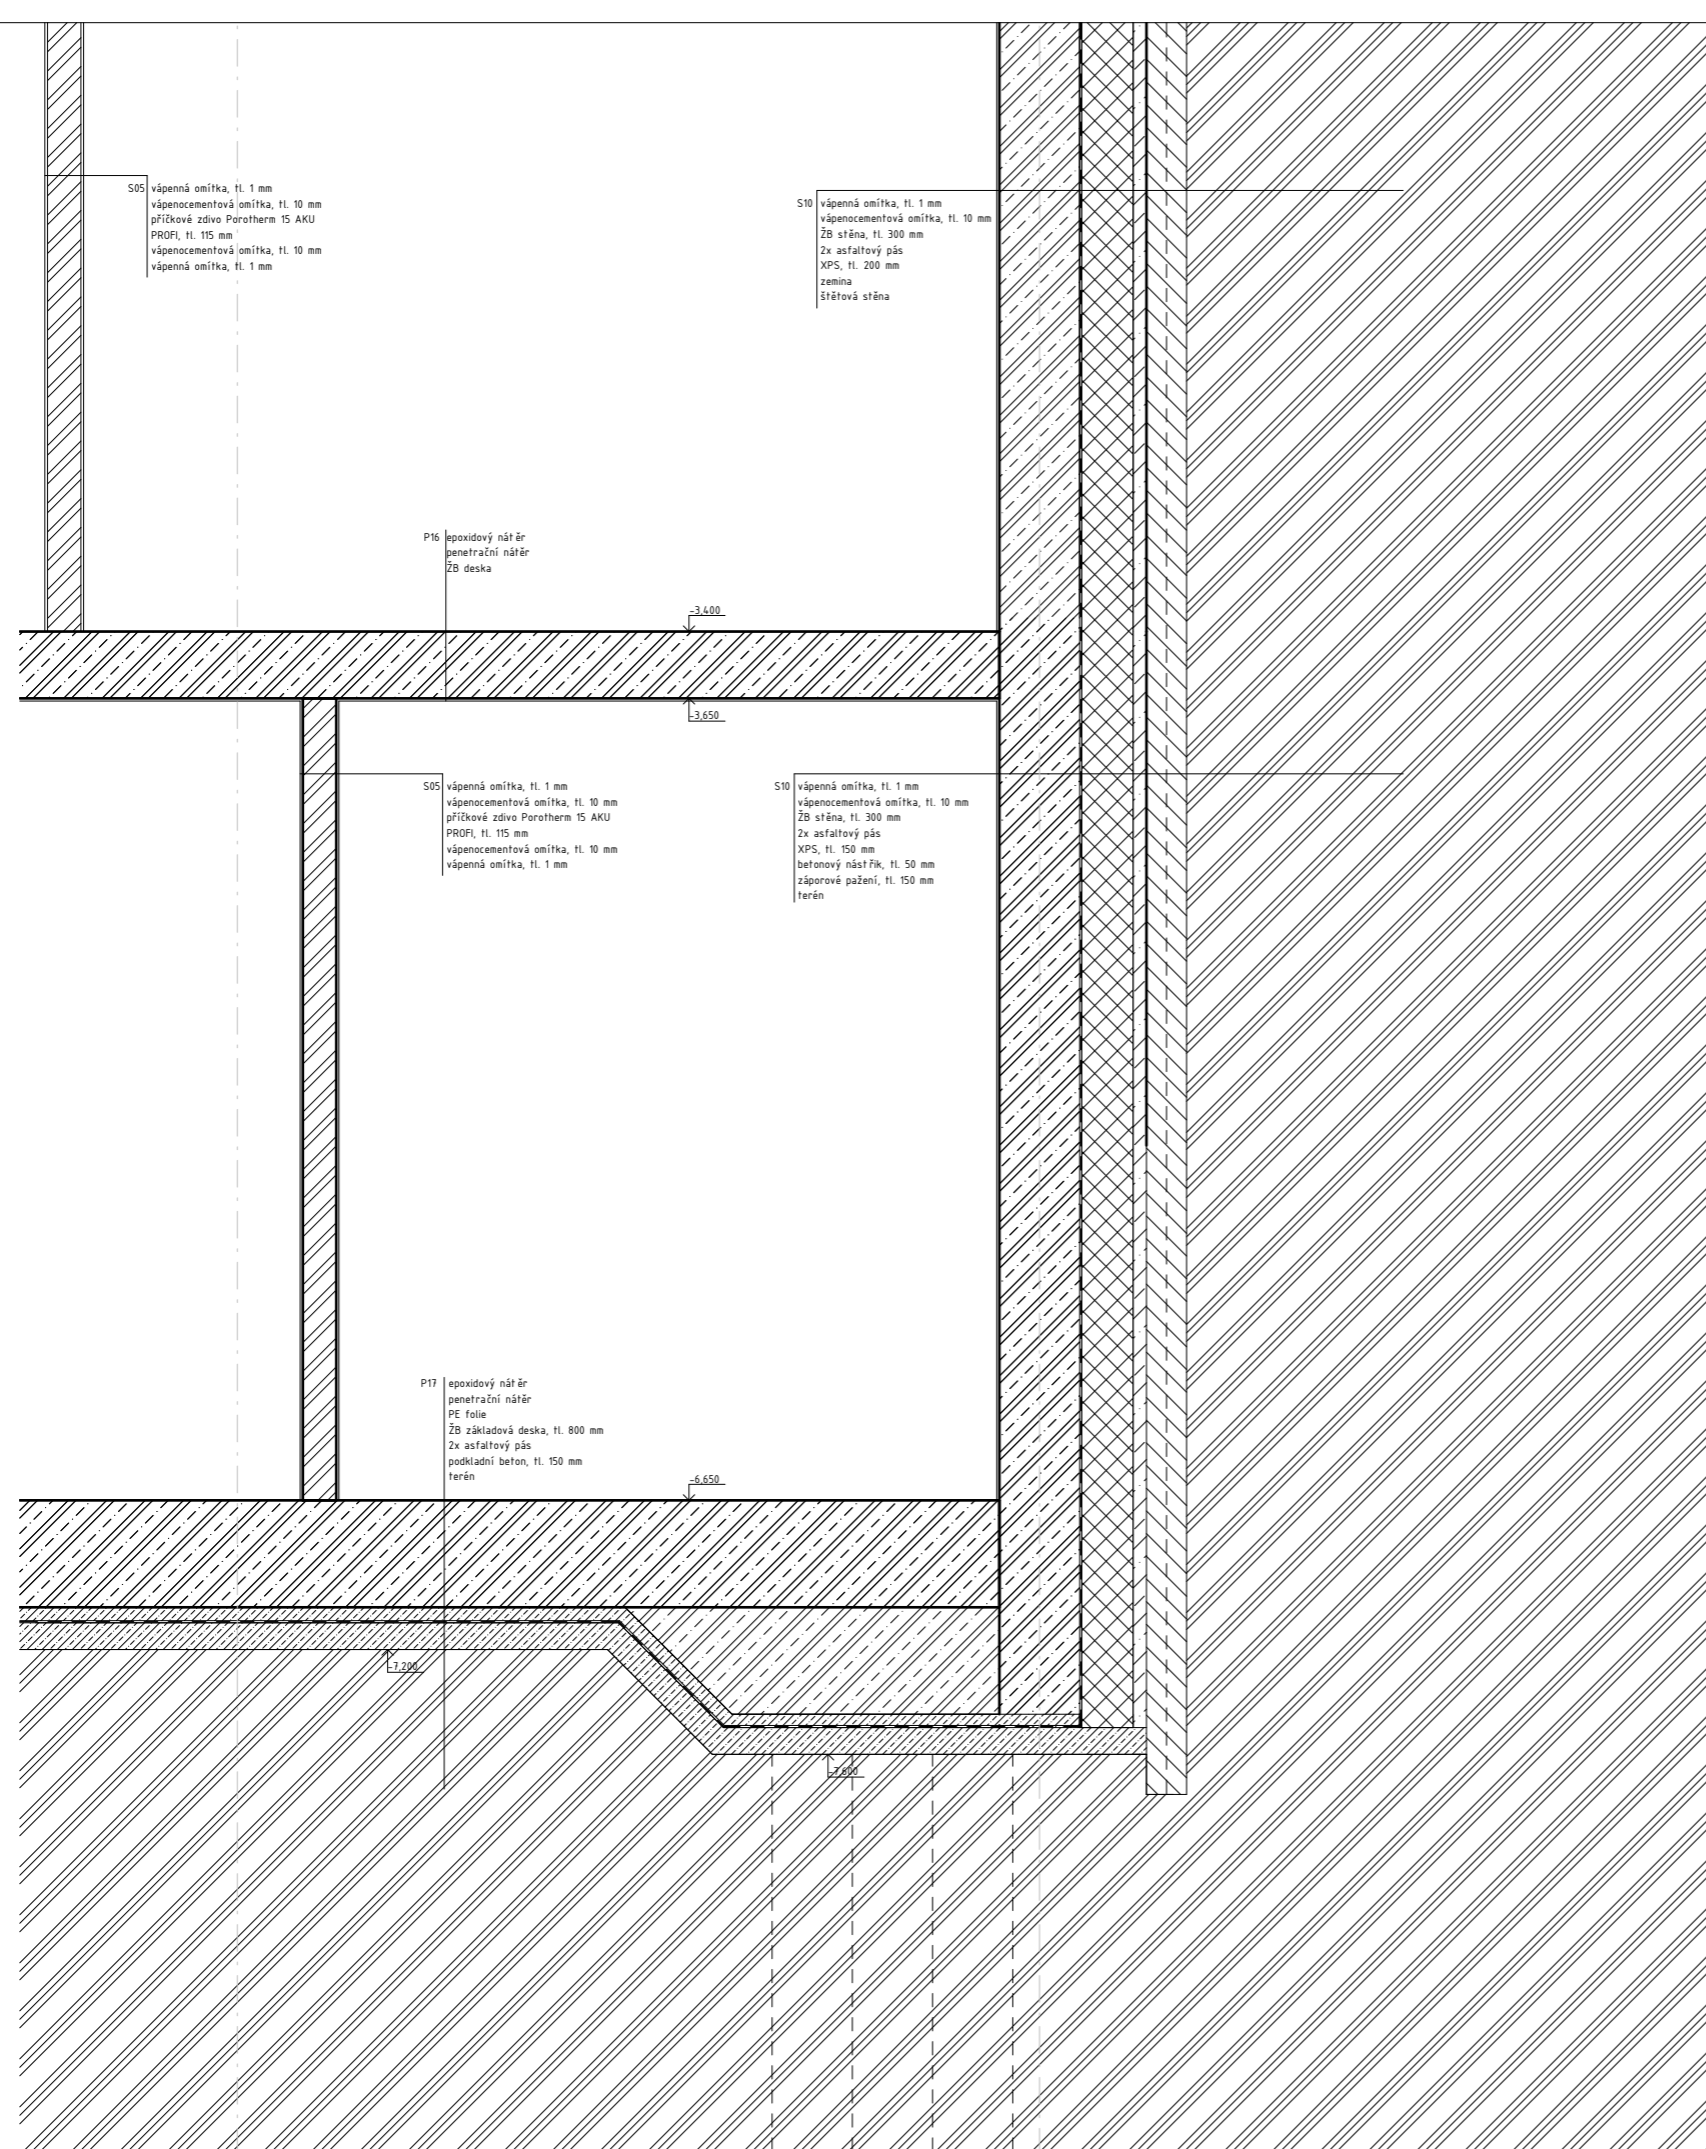 S05 vápenná omítka, tl. 1 mm
vápenocementová omítka, tl. 10 mm
příčkové zdivo Porotherm 15 AKU
PROFI, tl. 115 mm
vápenocementová omítka, tl. 10 mm
vápenná omítka, tl. 1 mm
S10 vápenná omítka, tl. 1 mm
vápenocementová omítka, tl. 10 mm
ŽB stěna, tl. 300 mm
2x asfaltový pás
XPS, tl. 200 mm
zemina
štětová stěna
P16 epoxidový nátěr
penetrační nátěr
ŽB deska
-3,400
-3,650
S05 vápenná omítka, tl. 1 mm
vápenocementová omítka, tl. 10 mm
příčkové zdivo Porotherm 15 AKU
PROFI, tl. 115 mm
vápenocementová omítka, tl. 10 mm
vápenná omítka, tl. 1 mm
S10 vápenná omítka, tl. 1 mm
vápenocementová omítka, tl. 10 mm
ŽB stěna, tl. 300 mm
2x asfaltový pás
XPS, tl. 150 mm
betonový nástřik, tl. 50 mm
záporové pažení, tl. 150 mm
terén
P17 epoxidový nátěr
penetrační nátěr
PE folie
ŽB základová deska, tl. 800 mm
2x asfaltový pás
podkladní beton, tl. 150 mm
terén
-6,650
-7,200
-7,600